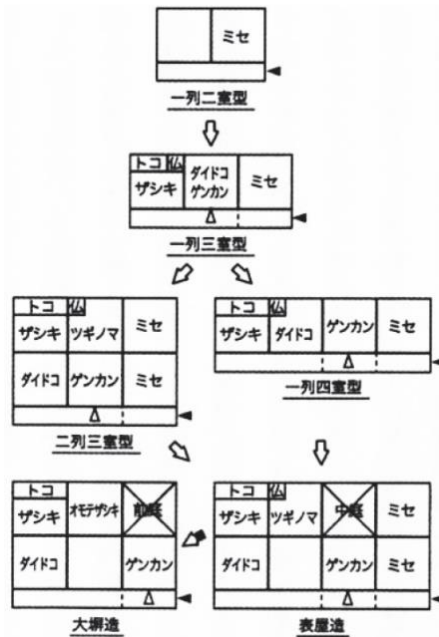 ミセ
一列二室型
トコ 仏
ザシキ ダイドコ ゲンカン ミセ
一列三室型
トコ 仏
ザシキ ツギノマ ミセ
ダイドコ ゲンカン ミセ
二列三室型
トコ 仏
ザシキ ダイドコ ゲンカン ミセ
一列四室型
トコ
ザシキ オモテザシキ 前庭
ダイドコ ゲンカン
大塀造
トコ 仏
ザシキ ツギノマ 中庭 ミセ
ダイドコ ゲンカン ミセ
表屋造